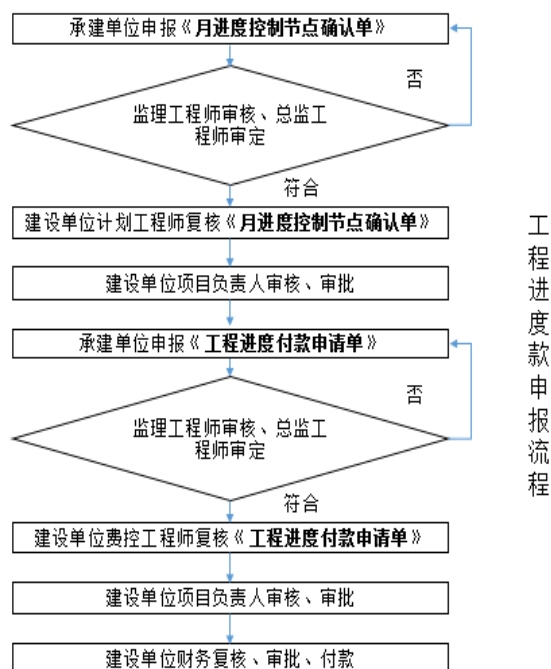 承建单位申报《月进度控制节点确认单》
否
监理工程师审核、总监工
程师审定
符合
建设单位计划工程师复核《月进度控制节点确认单》
建设单位项目负责人审核、审批
承建单位申报《工程进度付款申请单》
否
监理工程师审核、总监工
程师审定
符合
建设单位费控工程师复核《工程进度付款申请单》
建设单位项目负责人审核、审批
建设单位财务复核、审批、付款
工程进度款申报流程